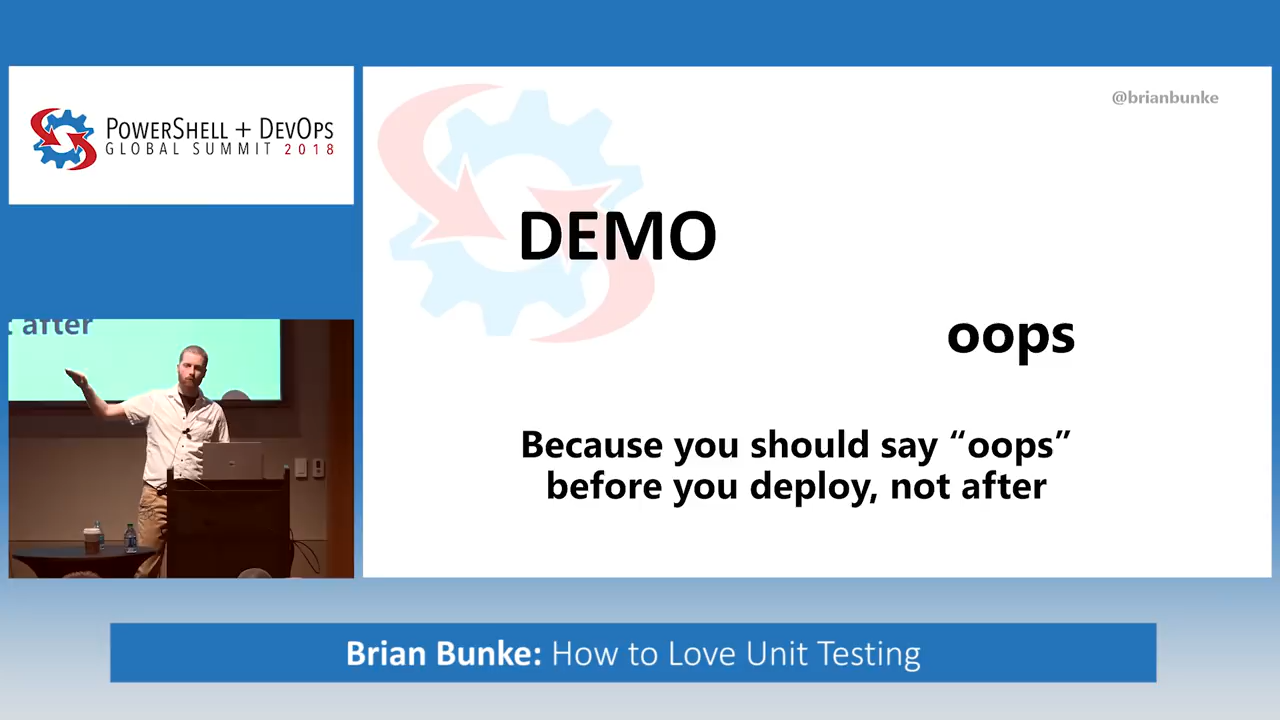 POWERSHELL + DEVOPS
GLOBAL SUMMIT 2018
@brianbunke
DEMO
oops
Because you should say “oops”
before you deploy, not after
after
Brian Bunke: How to Love Unit Testing